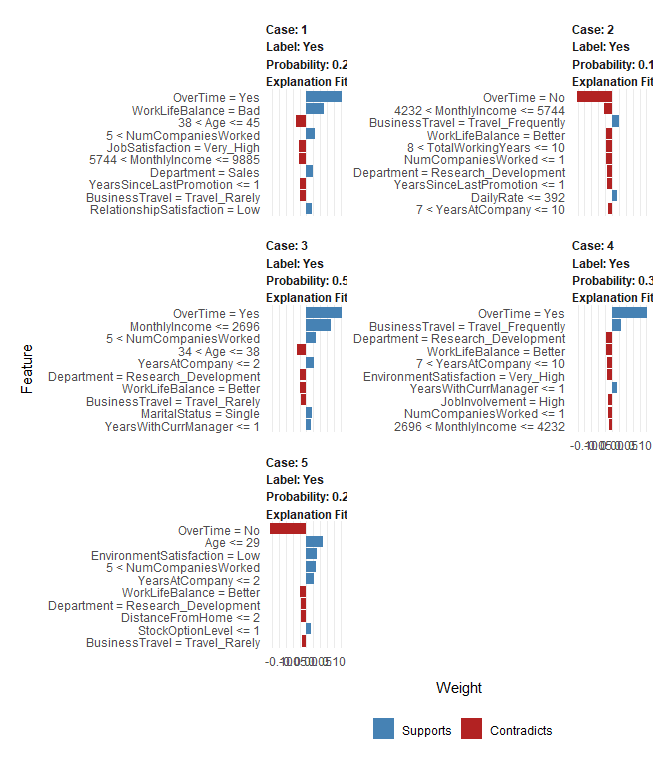 Case: 1
Label: Yes
Probability: 0.2
Explanation Fit
OverTime = Yes
WorkLifeBalance = Bad
38 < Age <= 45
5 < NumCompaniesWorked
JobSatisfaction = Very_High
5744 < MonthlyIncome <= 9885
Department = Sales
YearsSinceLastPromotion <= 1
BusinessTravel = Travel_Rarely
RelationshipSatisfaction = Low
Case: 2
Label: Yes
Probability: 0.1
Explanation Fit
OverTime = No
4232 < MonthlyIncome <= 5744
BusinessTravel = Travel_Frequently
WorkLifeBalance = Better
8 < TotalWorkingYears <= 10
NumCompaniesWorked <= 1
Department = Research_Development
YearsSinceLastPromotion <= 1
DailyRate <= 392
7 < YearsAtCompany <= 10
Case: 3
Label: Yes
Probability: 0.5
Explanation Fit
OverTime = Yes
MonthlyIncome <= 2696
5 < NumCompaniesWorked
34 < Age <= 38
YearsAtCompany <= 2
Department = Research_Development
WorkLifeBalance = Better
BusinessTravel = Travel_Rarely
MaritalStatus = Single
YearsWithCurrManager <= 1
Case: 4
Label: Yes
Probability: 0.3
Explanation Fit
OverTime = Yes
BusinessTravel = Travel_Frequently
Department = Research_Development
WorkLifeBalance = Better
7 < YearsAtCompany <= 10
EnvironmentSatisfaction = Very_High
YearsWithCurrManager <= 1
JobInvolvement = High
NumCompaniesWorked <= 1
2696 < MonthlyIncome <= 4232
Feature
Case: 5
Label: Yes
Probability: 0.2
Explanation Fit
OverTime = No
Age <= 29
EnvironmentSatisfaction = Low
5 < NumCompaniesWorked
YearsAtCompany <= 2
WorkLifeBalance = Better
Department = Research_Development
DistanceFromHome <= 2
StockOptionLevel <= 1
BusinessTravel = Travel_Rarely
Weight
Supports
Contradicts